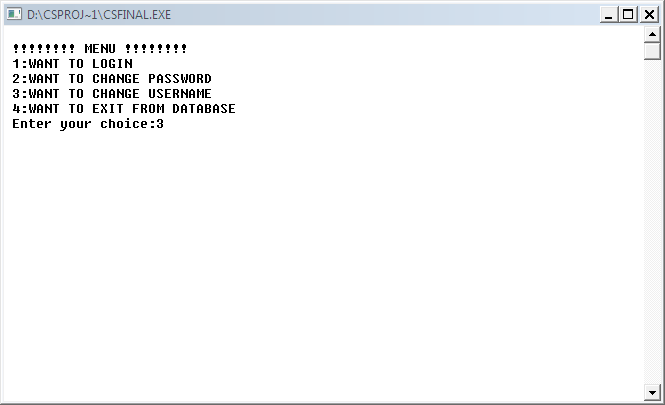 D:\CSPROJ~1\CSFINAL.EXE
!!!!!!!! MENU !!!!!!!!
1:WANT TO LOGIN
2:WANT TO CHANGE PASSWORD
3:WANT TO CHANGE USERNAME
4:WANT TO EXIT FROM DATABASE
Enter your choice:3